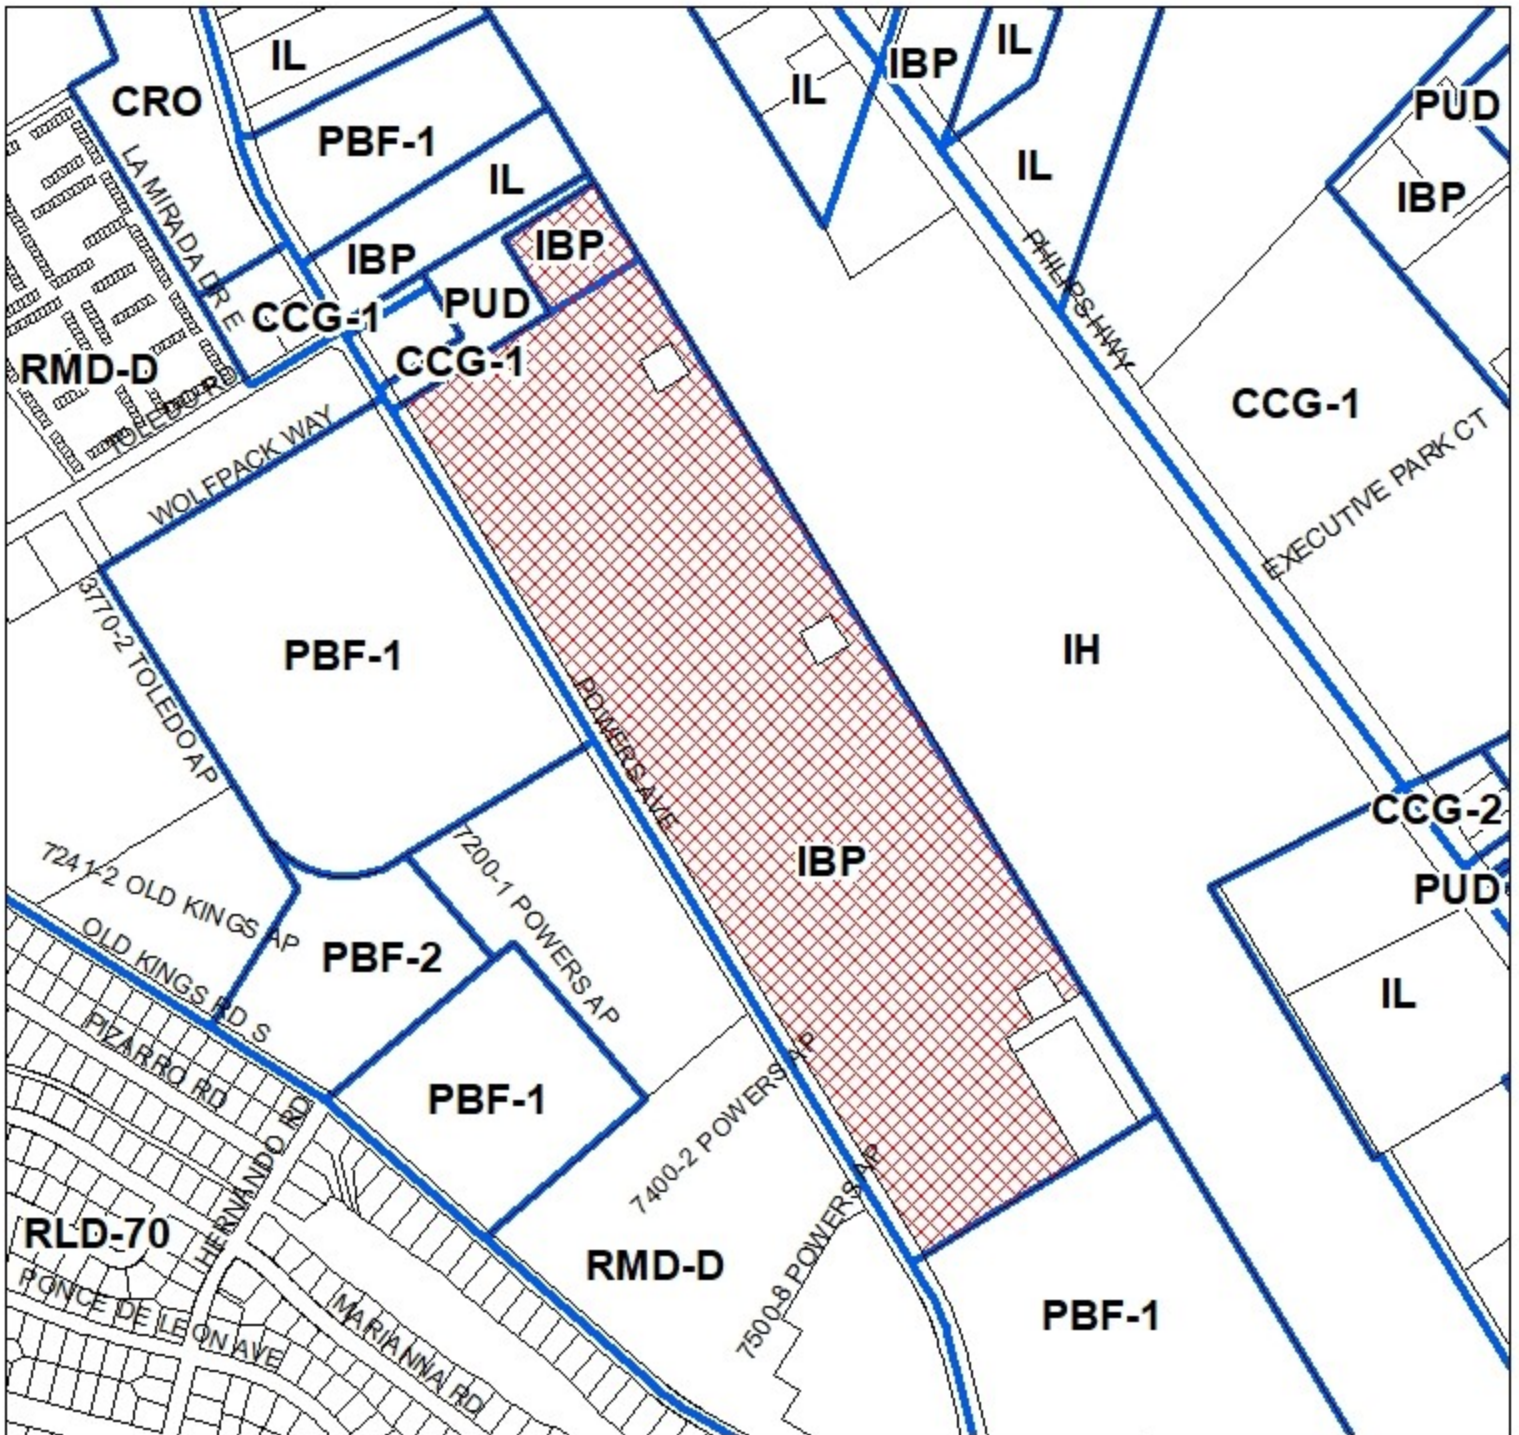 IL
IBP
IL
CRO
IL
PUD
PBF-1
IL
IL
IBP
LA MIRADA DR E
IBP
IBP
PHILIPS HWY
PUD
CCG-1
CCG-1
RMD-D
TOLEDO RD
CCG-1
WOLFPACK WAY
EXECUTIVE PARK CT
3770-2 TOLEDO AP
PBF-1
IH
POWERS AVE
CCG-2
7200-1 POWERS AP
IBP
PUD
7241-2 OLD KINGS AP
OLD KINGS RD S
PBF-2
IL
PIZARRO RD
PBF-1
7400-2 POWERS AP
HERNANDO RD
RLD-70
7500-8 POWERS AP
RMD-D
PONCE DE LEON AVE
MARIANNA RD
PBF-1